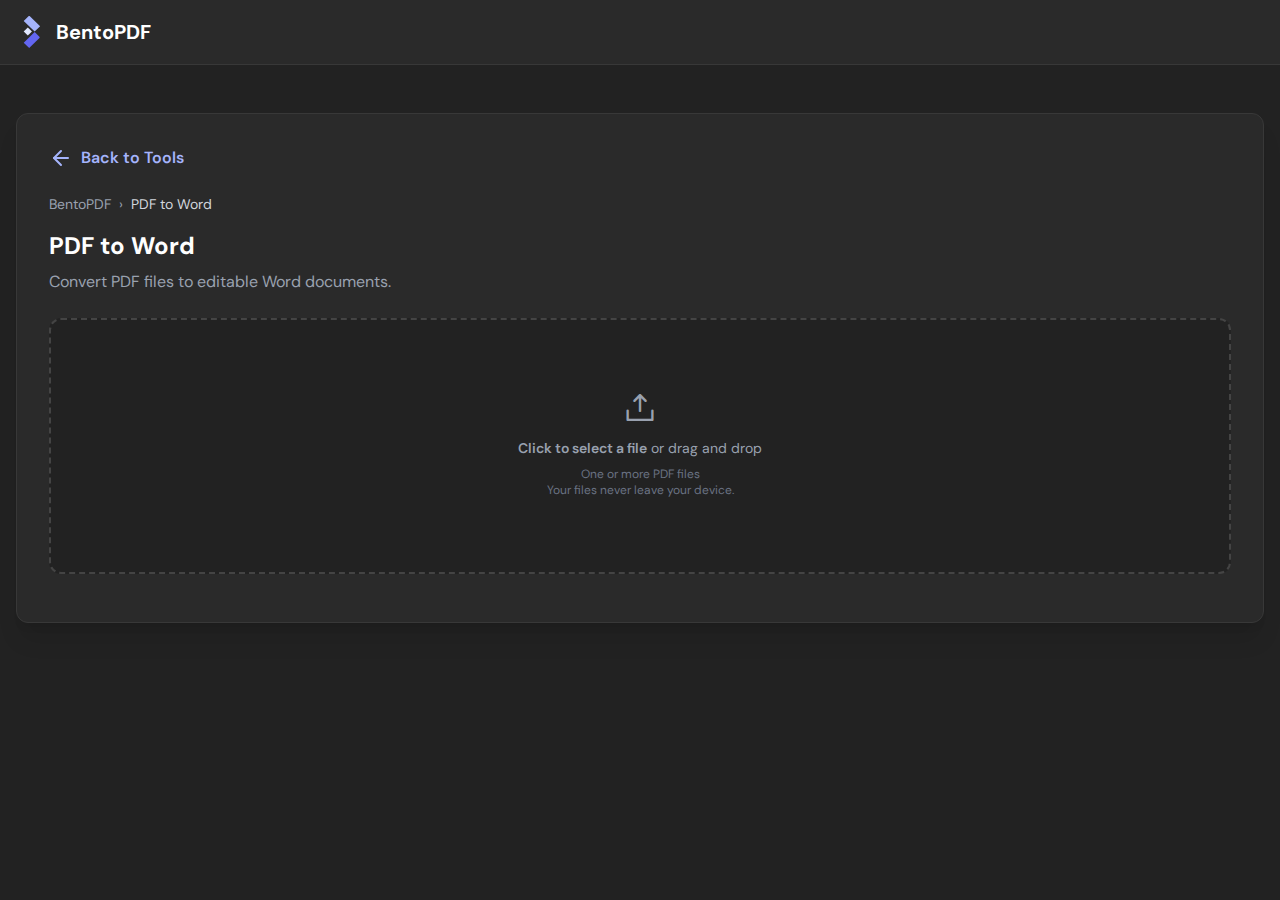 BentoPDF
Back to Tools
BentoPDF › PDF to Word
PDF to Word
Convert PDF files to editable Word documents.
Click to select a file or drag and drop
One or more PDF files
Your files never leave your device.